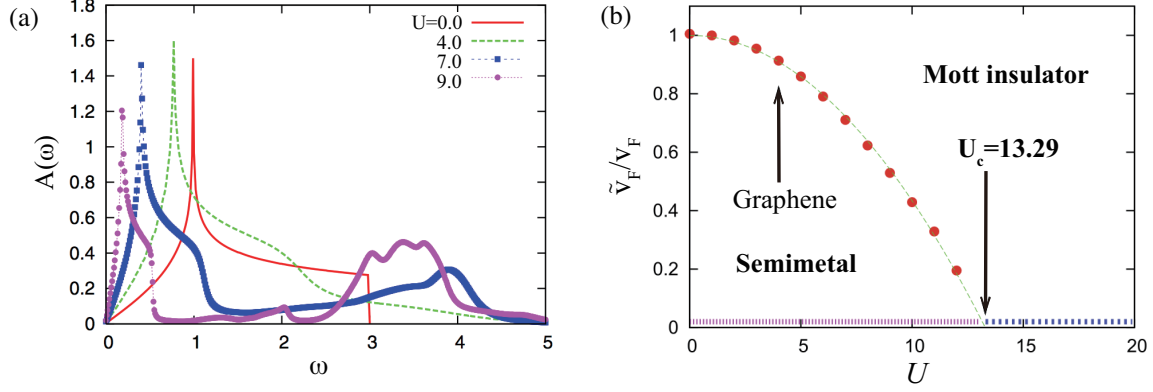 (a)
U=0.0
4.0
7.0
9.0
A(ω)
1.8
1.6
1.4
1.2
1.0
0.8
0.6
0.4
0.2
0
0 1 2 3 4 5
ω
(b)
Mott insulator
U_c=13.29
Graphene
Semimetal
ṽ_F/v_F
1
0.8
0.6
0.4
0.2
0
0 5 10 15 20
U